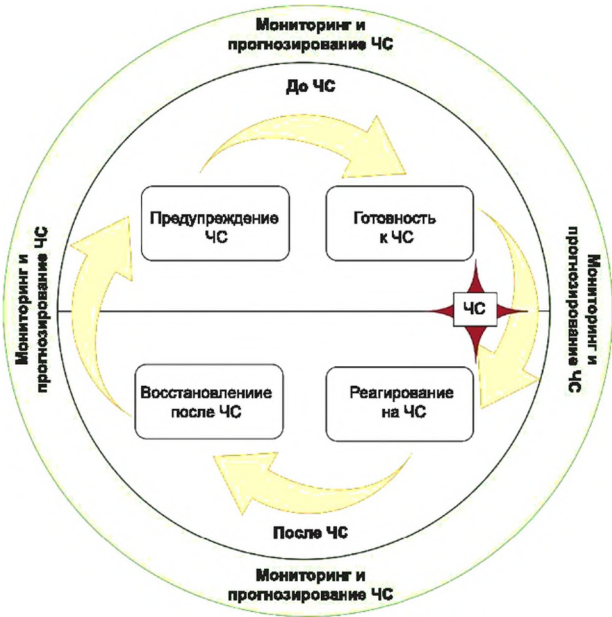 Мониторинг и
прогнозирование ЧС
До ЧС
Предупреждение
ЧС
Готовность
к ЧС
Мониторинг и
прогнозирование ЧС
Мониторинг и
прогнозирование ЧС
ЧС
Восстановлениие
после ЧС
Реагирование
на ЧС
После ЧС
Мониторинг и
прогнозирование ЧС